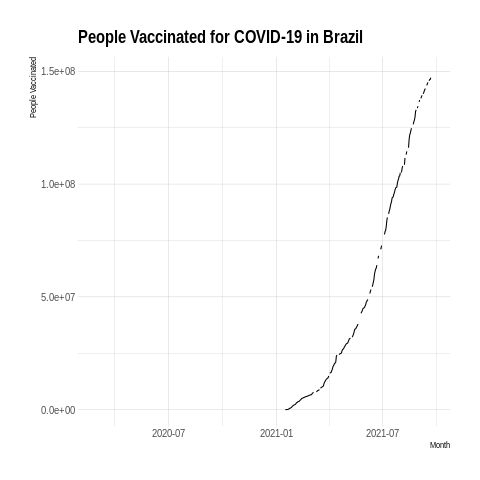 People Vaccinated for COVID-19 in Brazil
People Vaccinated
1.5e+08
1.0e+08
5.0e+07
0.0e+00
2020-07
2021-01
2021-07
Month